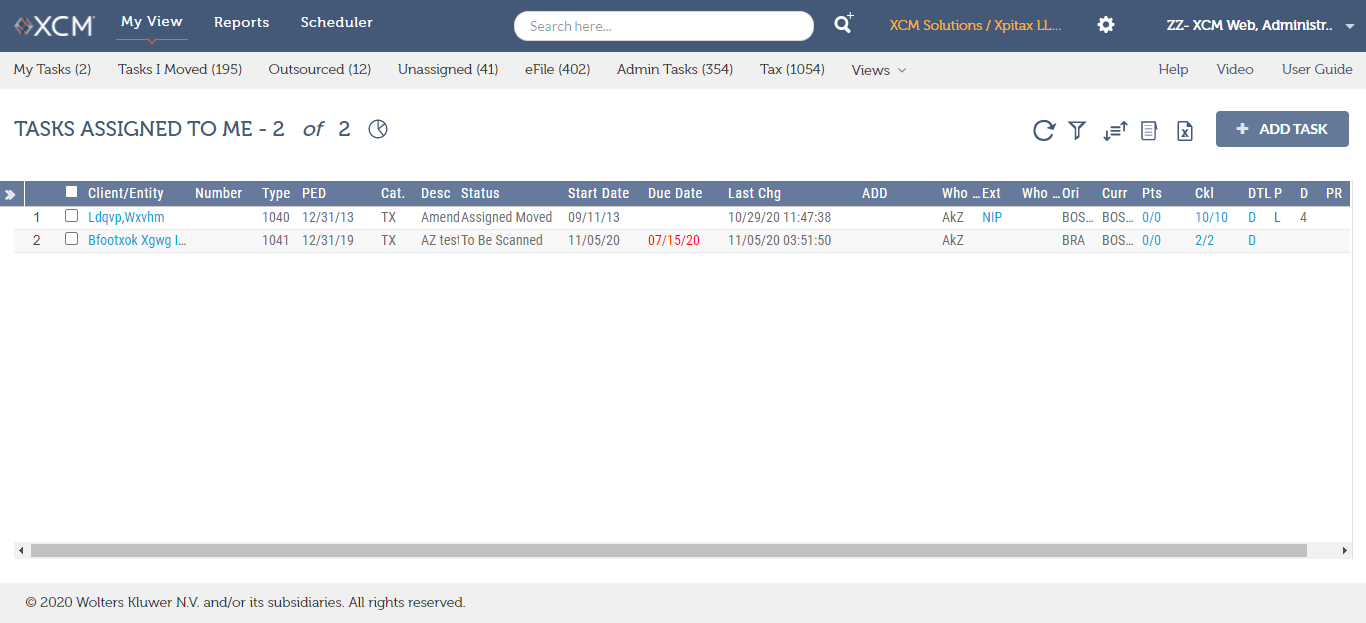 XCM My View Reports Scheduler Search here... XCM Solutions / Xpitax LL... ZZ- XCM Web, Administr..
My Tasks (2) Tasks I Moved (195) Outsourced (12) Unassigned (41) eFile (402) Admin Tasks (354) Tax (1054) Views Help Video User Guide
TASKS ASSIGNED TO ME - 2 of 2 + ADD TASK
Client/Entity Number Type PED Cat. Desc Status Start Date Due Date Last Chg ADD Who ... Ext Who ... Ori Curr Pts Ckl DTL P D PR
1 Ldqvp,Wxvhm 1040 12/31/13 TX Amend Assigned Moved 09/11/13 10/29/20 11:47:38 AkZ NIP BOS... BOS... 0/0 10/10 D L 4
2 Bfootxok Xgwg I... 1041 12/31/19 TX AZ test To Be Scanned 11/05/20 07/15/20 11/05/20 03:51:50 AkZ BRA BOS... 0/0 2/2 D
© 2020 Wolters Kluwer N.V. and/or its subsidiaries. All rights reserved.